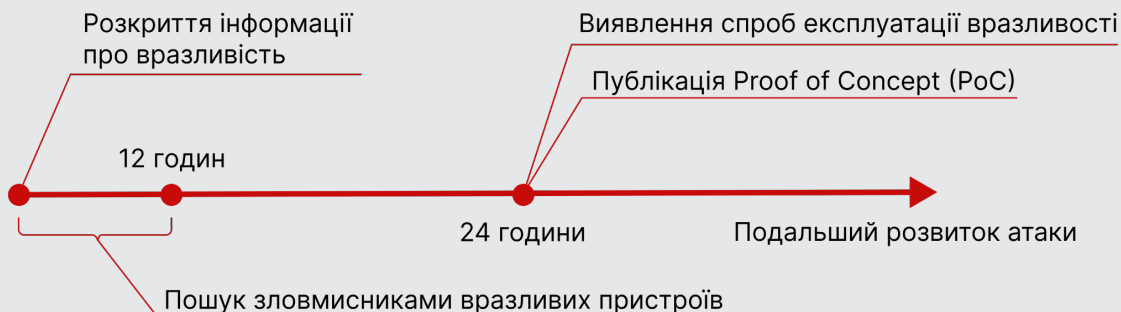 Розкриття інформації
про вразливість
Виявлення спроб експлуатації вразливості
Публікація Proof of Concept (PoC)
12 годин
24 години
Подальший розвиток атаки
Пошук зловмисниками вразливих пристроїв